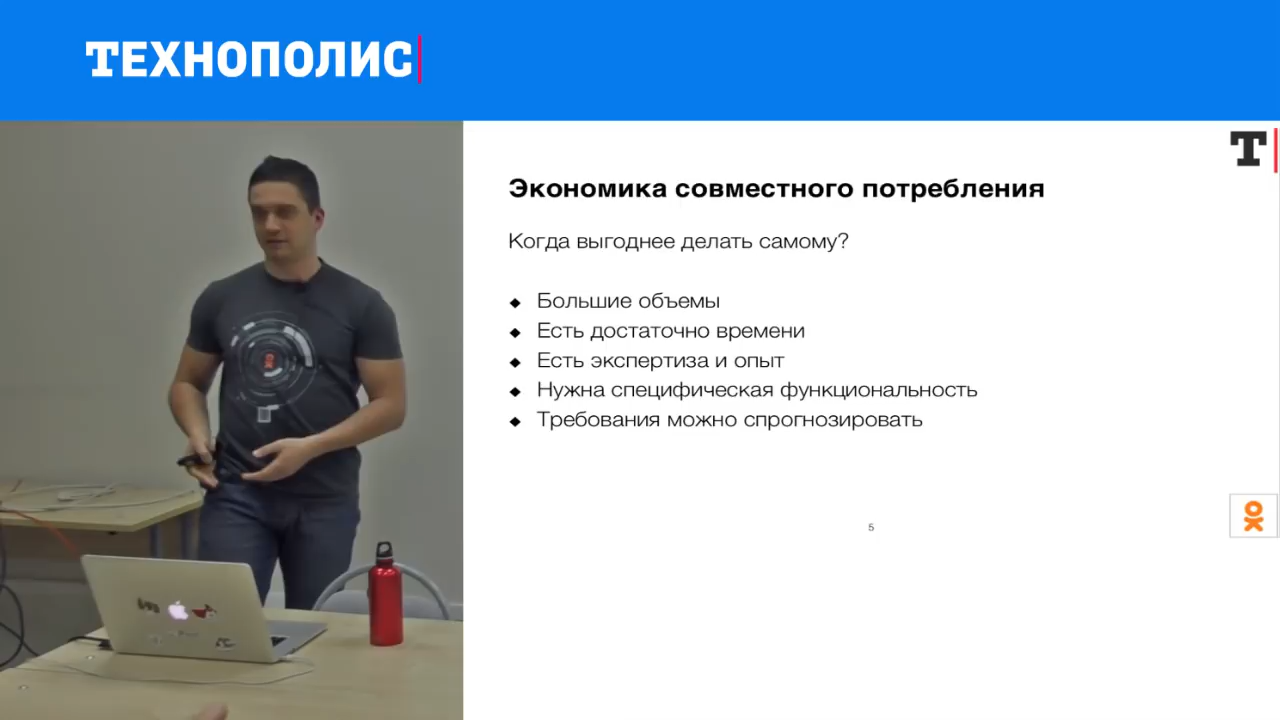 ТЕХНОПОЛИС
Т
Экономика совместного потребления
Когда выгоднее делать самому?
◆ Большие объемы
◆ Есть достаточно времени
◆ Есть экспертиза и опыт
◆ Нужна специфическая функциональность
◆ Требования можно спрогнозировать
5